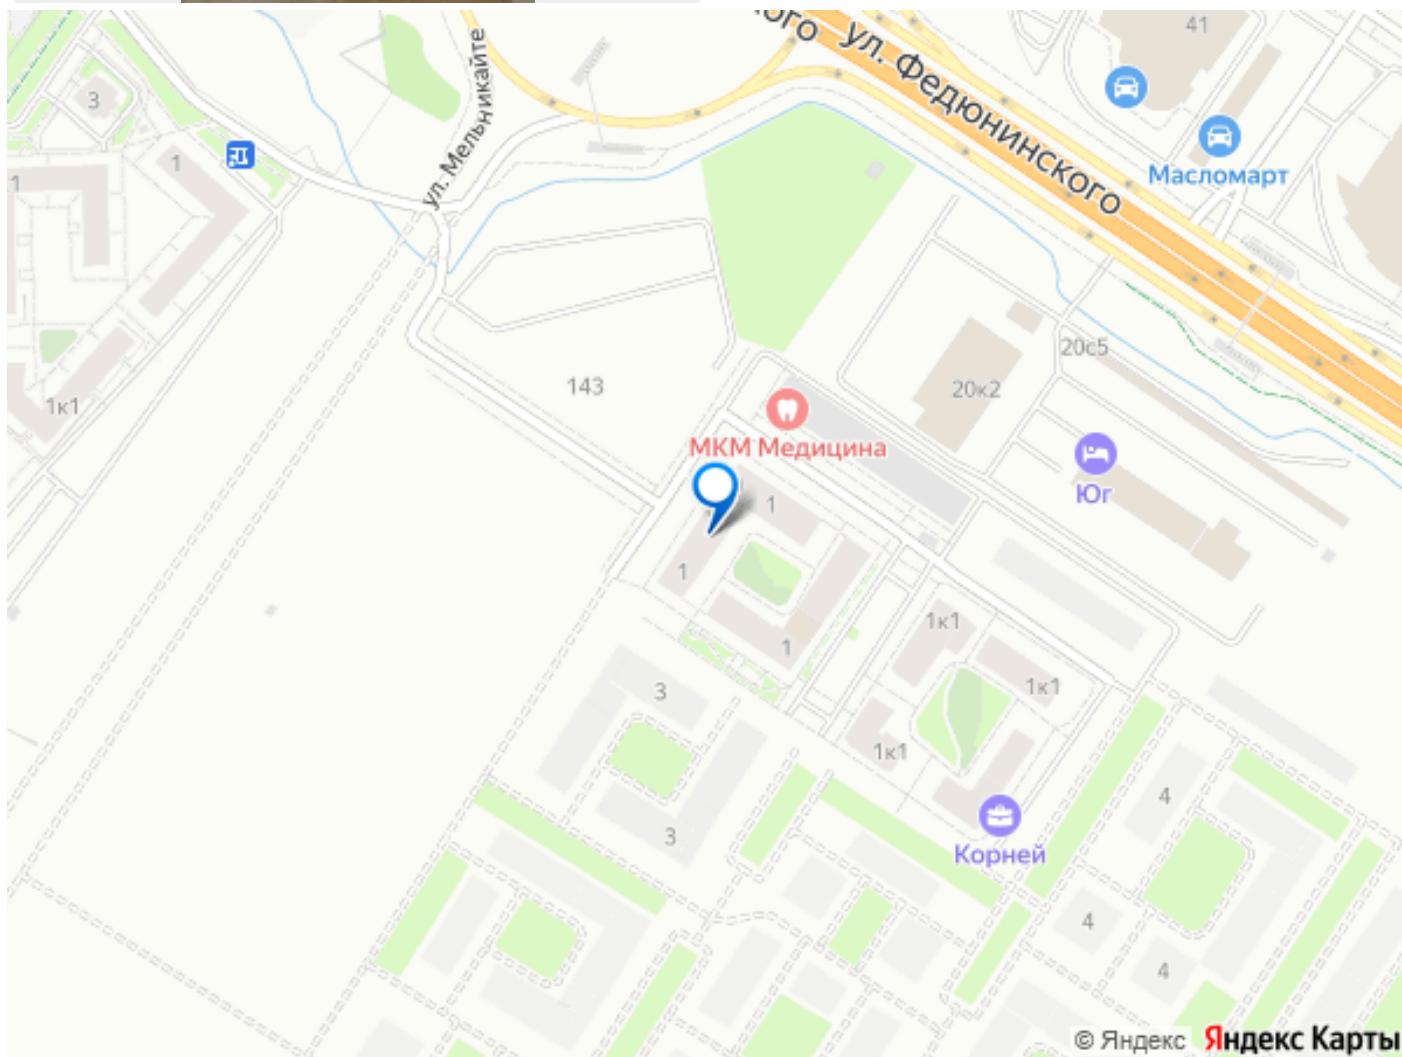 ого
ул. Федюнинского
41
Масломарт
ул. Мельникайте
3
1
1
1к1
143
20с5
20к2
МКМ Медицина
Юг
1
1
1
1к1
1к1
1к1
3
3
Корней
4
4
4
© Яндекс Яндекс Карты